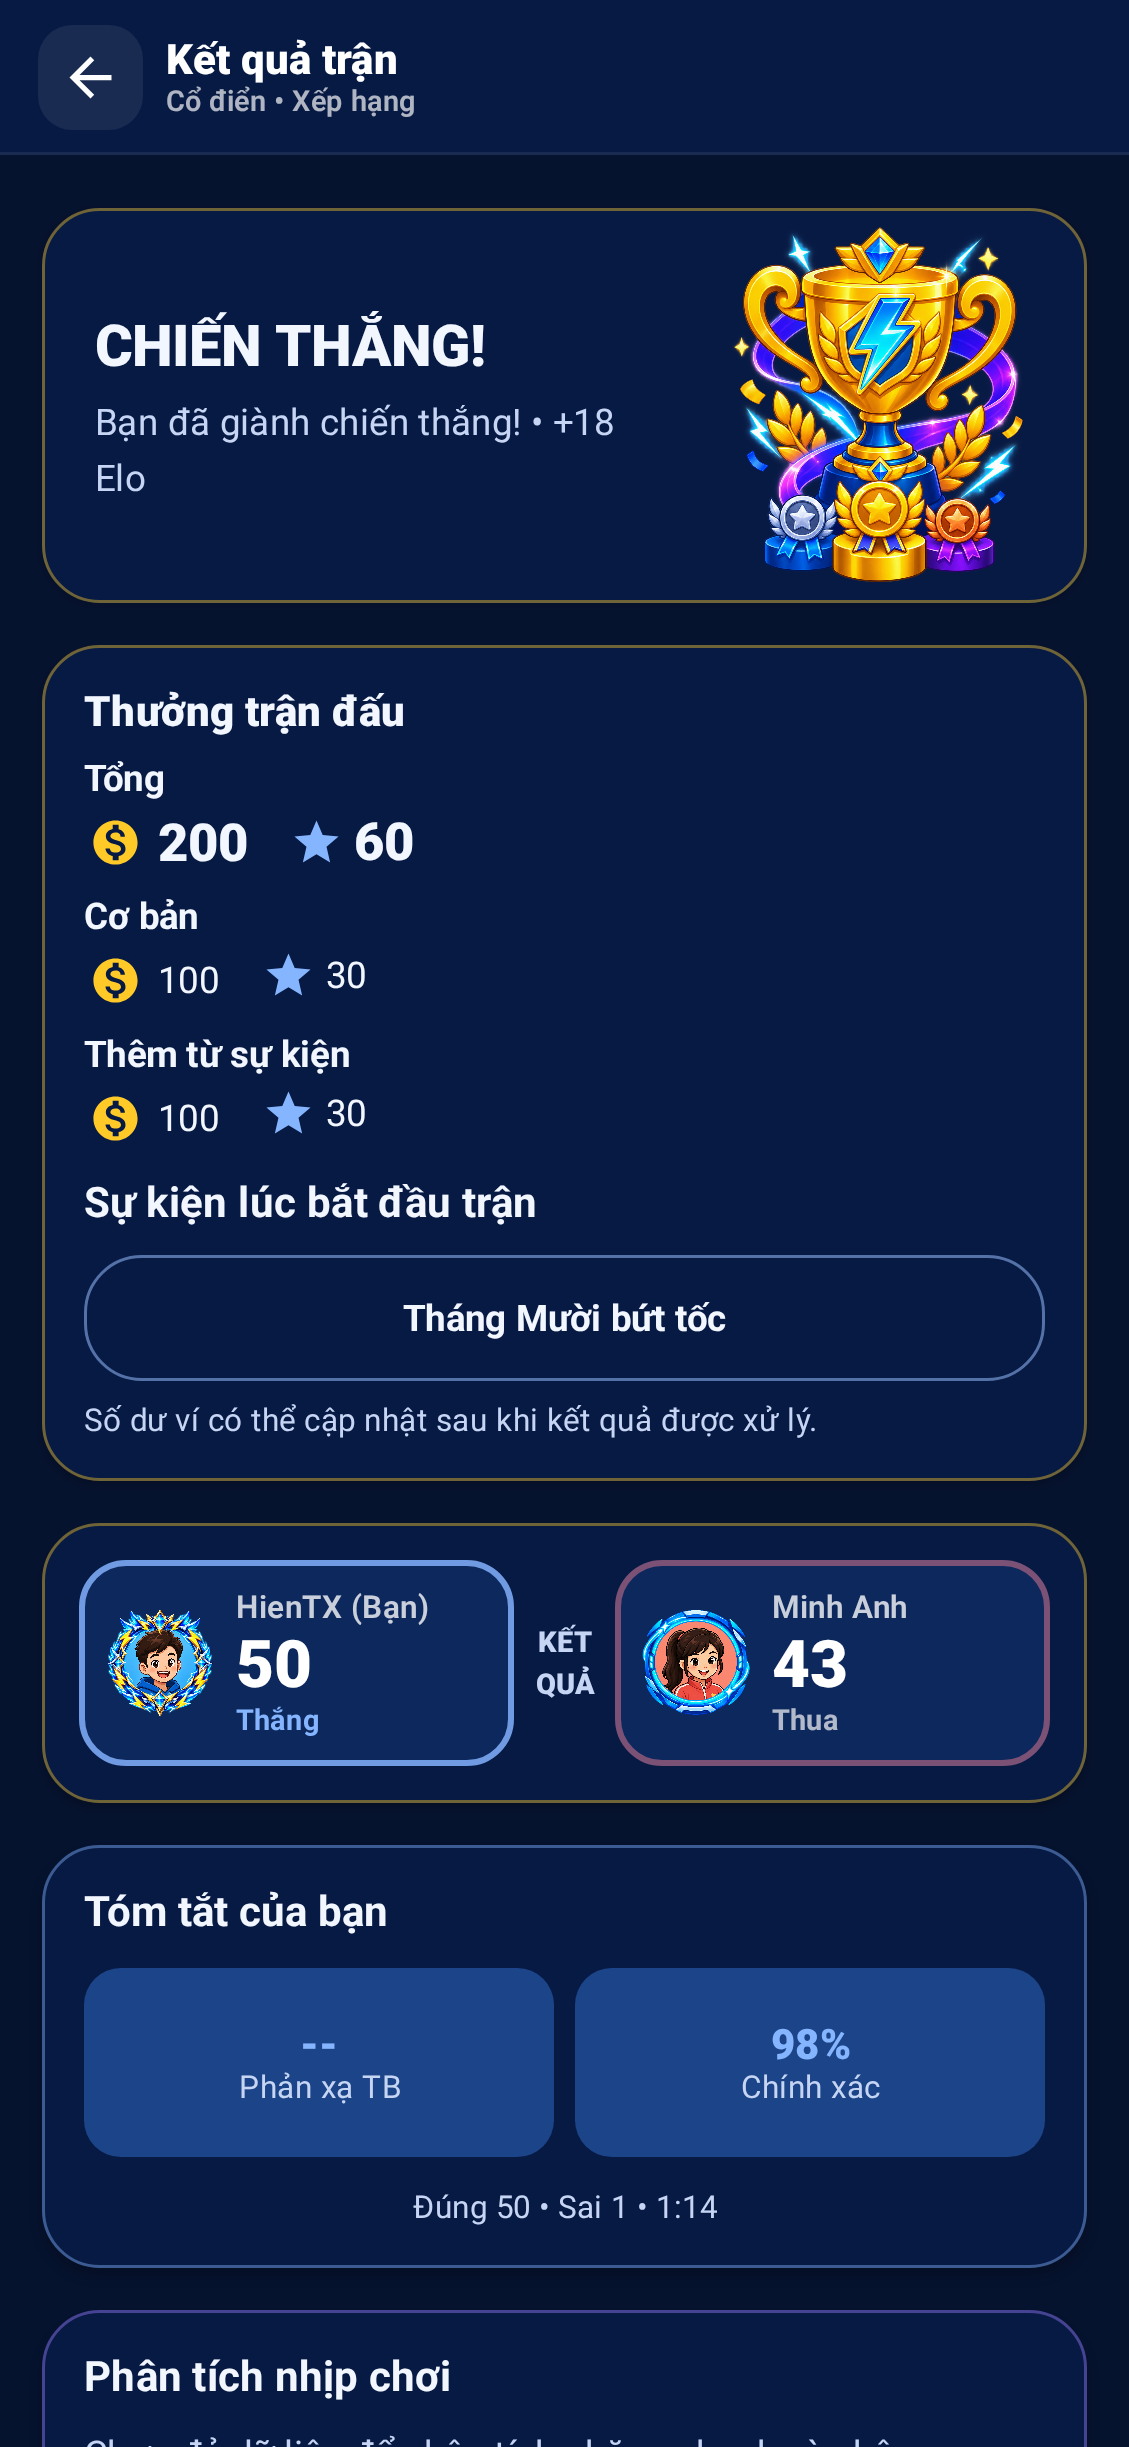 Kết quả trận
Cổ điển • Xếp hạng
CHIẾN THẮNG!
Bạn đã giành chiến thắng! • +18
Elo
Thưởng trận đấu
Tổng
200 60
Cơ bản
100 30
Thêm từ sự kiện
100 30
Sự kiện lúc bắt đầu trận
Tháng Mười bứt tốc
Số dư ví có thể cập nhật sau khi kết quả được xử lý.
HienTX (Bạn)
50
Thắng
KẾT
QUẢ
Minh Anh
43
Thua
Tóm tắt của bạn
--
Phản xạ TB
98%
Chính xác
Đúng 50 • Sai 1 • 1:14
Phân tích nhịp chơi